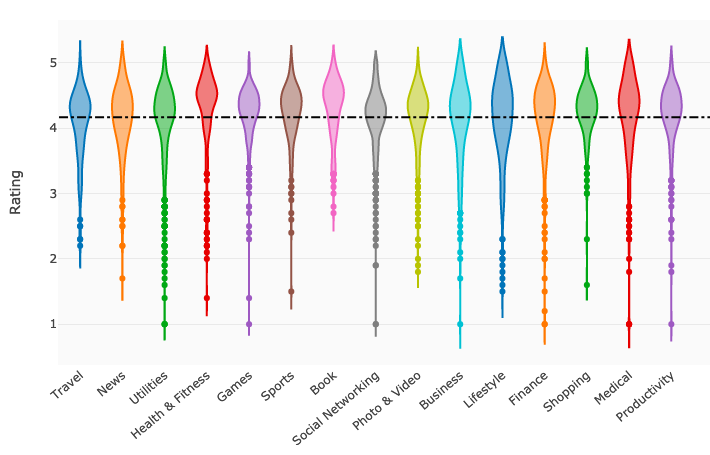 Rating
5
4
3
2
1
Travel
News
Utilities
Health & Fitness
Games
Sports
Book
Social Networking
Photo & Video
Business
Lifestyle
Finance
Shopping
Medical
Productivity